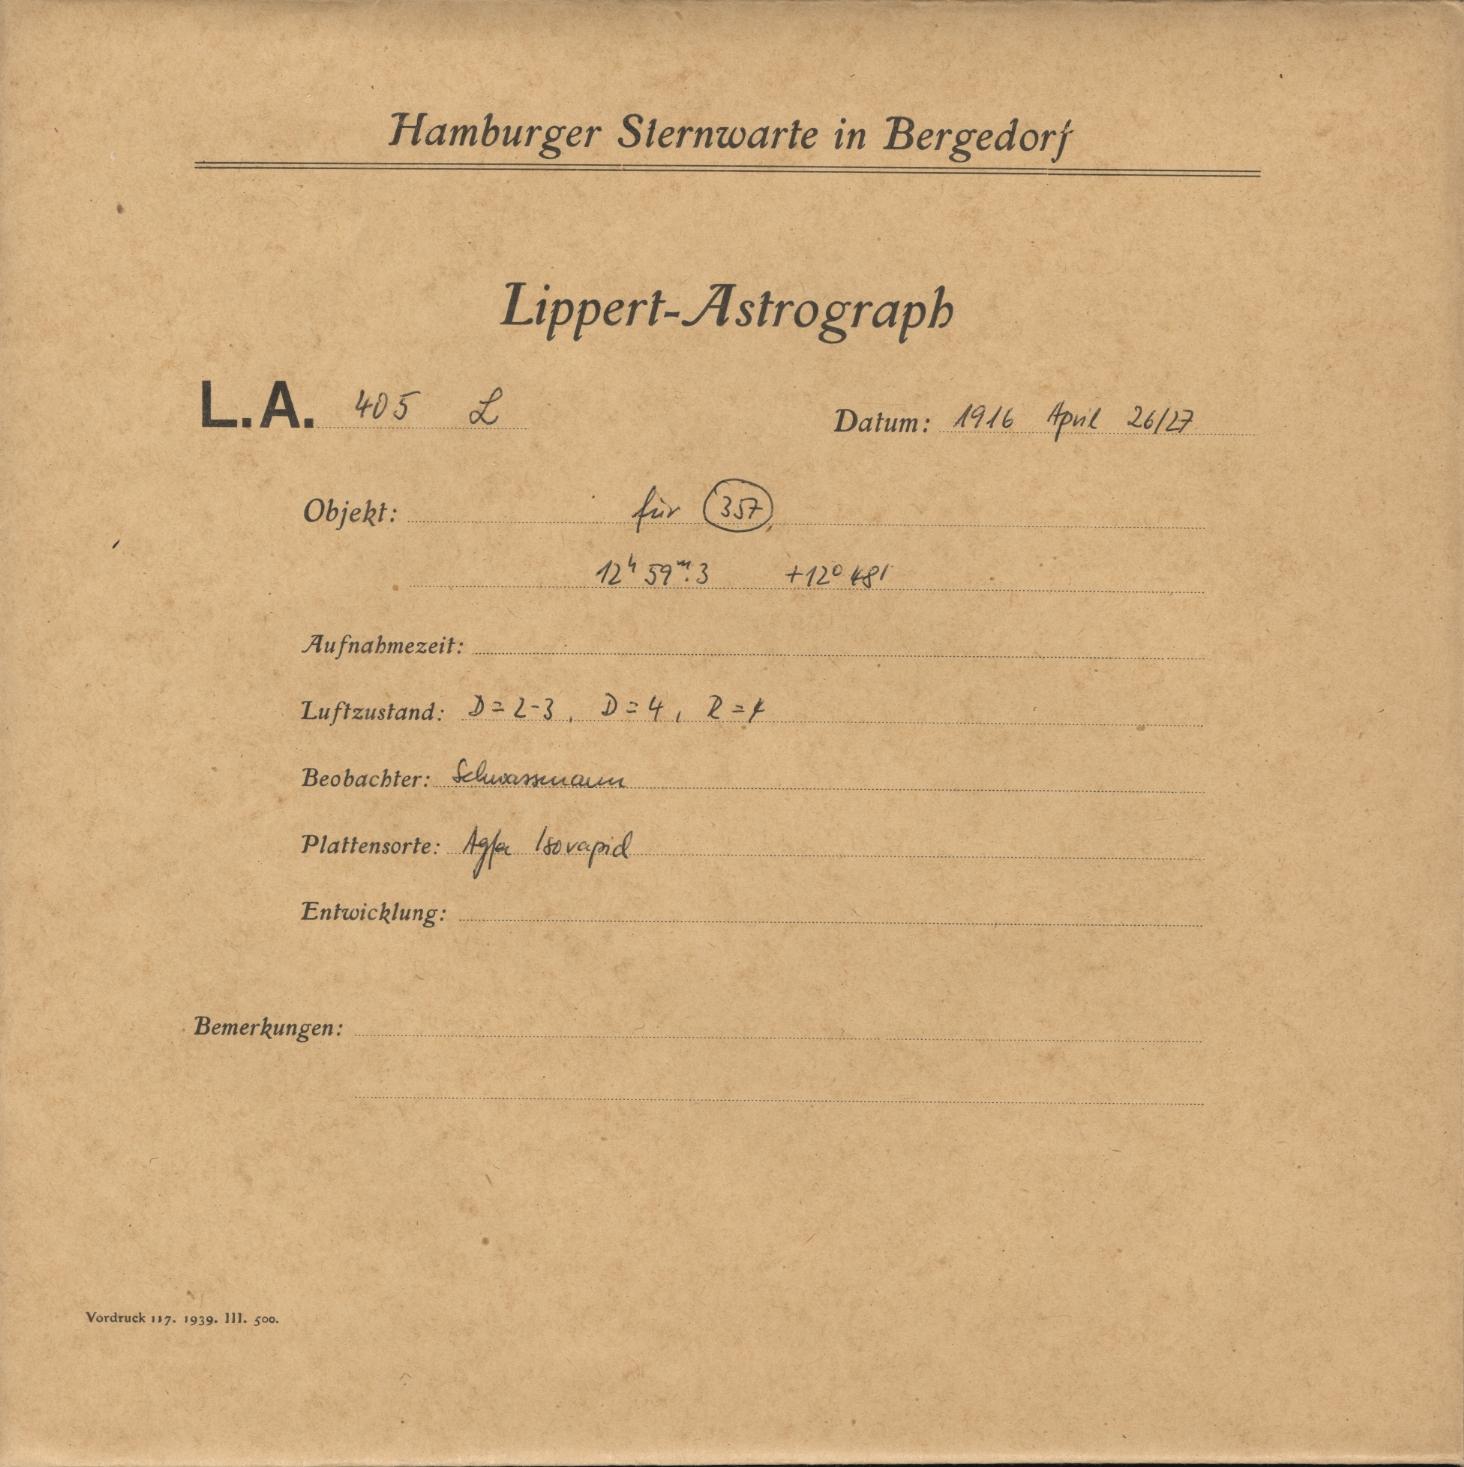 Hamburger Sternwarte in Bergedorf
Lippert-Astrograph
L.A. 405 L Datum: 1916 April 26/27
Objekt: für 357
12ʰ 59ᵐ.3 +12° 48'
Aufnahmezeit:
Luftzustand: D = 2-3, D = 4, R = 4
Beobachter: Schwassmann
Plattensorte: Agfa Isorapid
Entwicklung:
Bemerkungen:
Vordruck 117. 1939. III. 500.